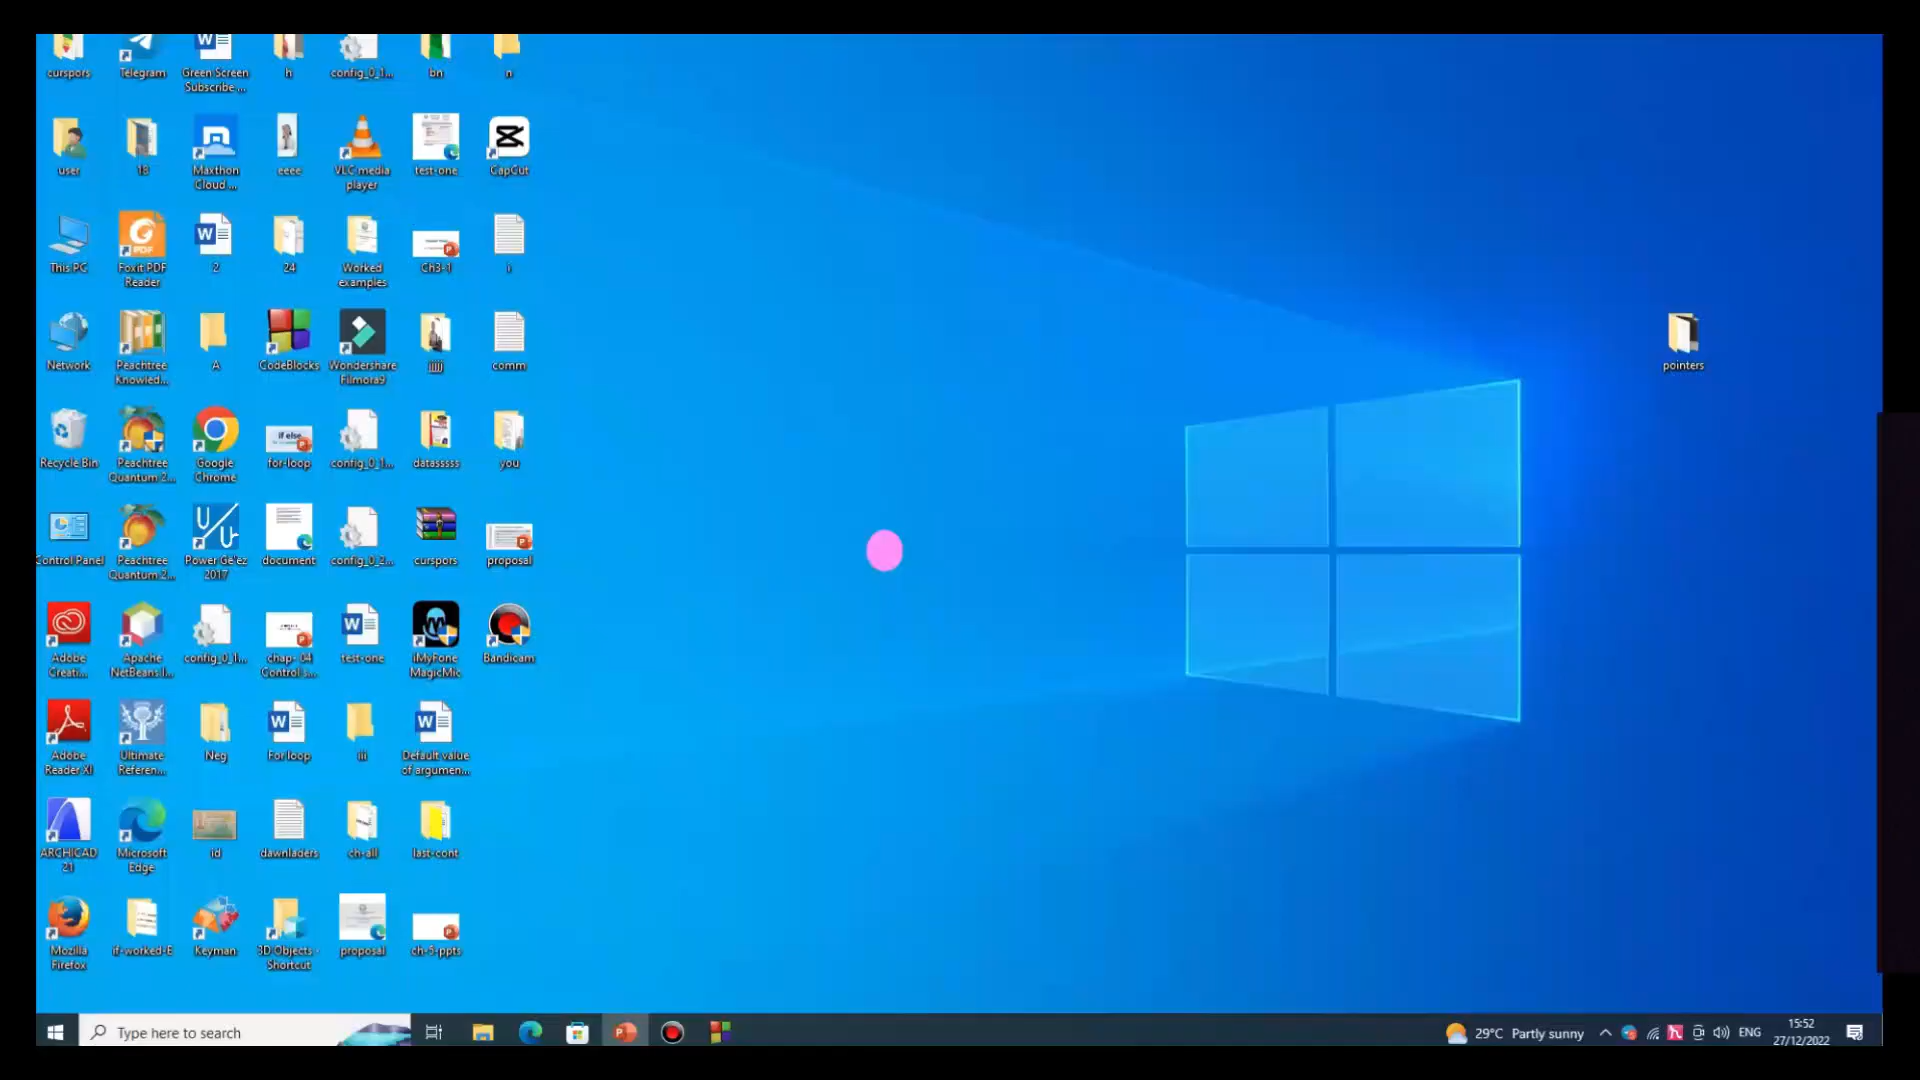 curspors
Telegram
Green Screen
Subscribe ...
h
config_0_1...
bn
n
user
13
Maxthon
Cloud ...
eeee
VLC media
player
test-one
CapCut
This PC
Foxit PDF
Reader
2
24
Worked
examples
Ch3-1
i
Network
Peachtree
Knowled...
A
CodeBlocks
Wondershare
Filmora9
jjjjj
comm
pointers
Recycle Bin
Peachtree
Quantum 2...
Google
Chrome
if else
for-loop
config_0_1...
datasssss
you
Control Panel
Peachtree
Quantum 2...
Power Ge'ez
2017
document
config_0_2...
curspors
proposal
Adobe
Creati...
Apache
NetBeans I...
config_0_1...
chap- 04
Control s...
test-one
iMyFone
MagicMic
Bandicam
Adobe
Reader XI
Ultimate
Referen...
Neg
For loop
iii
Default value
of argumen...
ARCHICAD
21
Microsoft
Edge
id
dawnladers
ch-all
last-cont
Mozilla
Firefox
if-worked-E
Keyman
3D Objects -
Shortcut
proposal
ch-5-ppts
Type here to search
29°C Partly sunny
ENG
15:52
27/12/2022